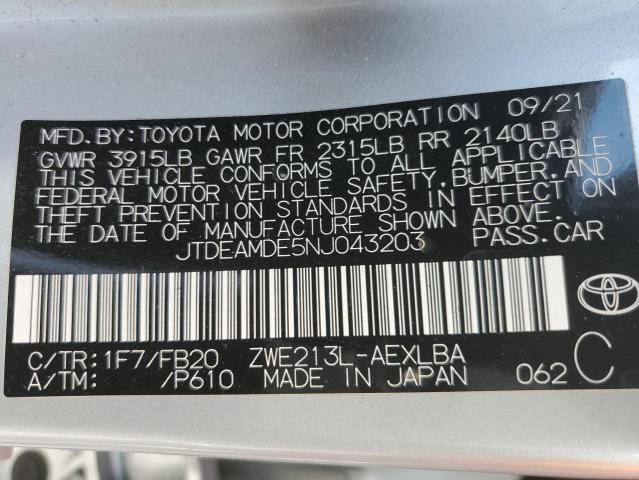 MFD.BY:TOYOTA MOTOR CORPORATION 09/21
GVWR 3915LB GAWR FR 2315LB RR 2140LB
THIS VEHICLE CONFORMS TO ALL APPLICABLE
FEDERAL MOTOR VEHICLE SAFETY,BUMPER,AND
THEFT PREVENTION STANDARDS IN EFFECT ON
THE DATE OF MANUFACTURE SHOWN ABOVE.
JTDEAMDE5NJ043203 PASS.CAR
C/TR:1F7/FB20 ZWE213L-AEXLBA
A/TM: /P610 MADE IN JAPAN 062 C